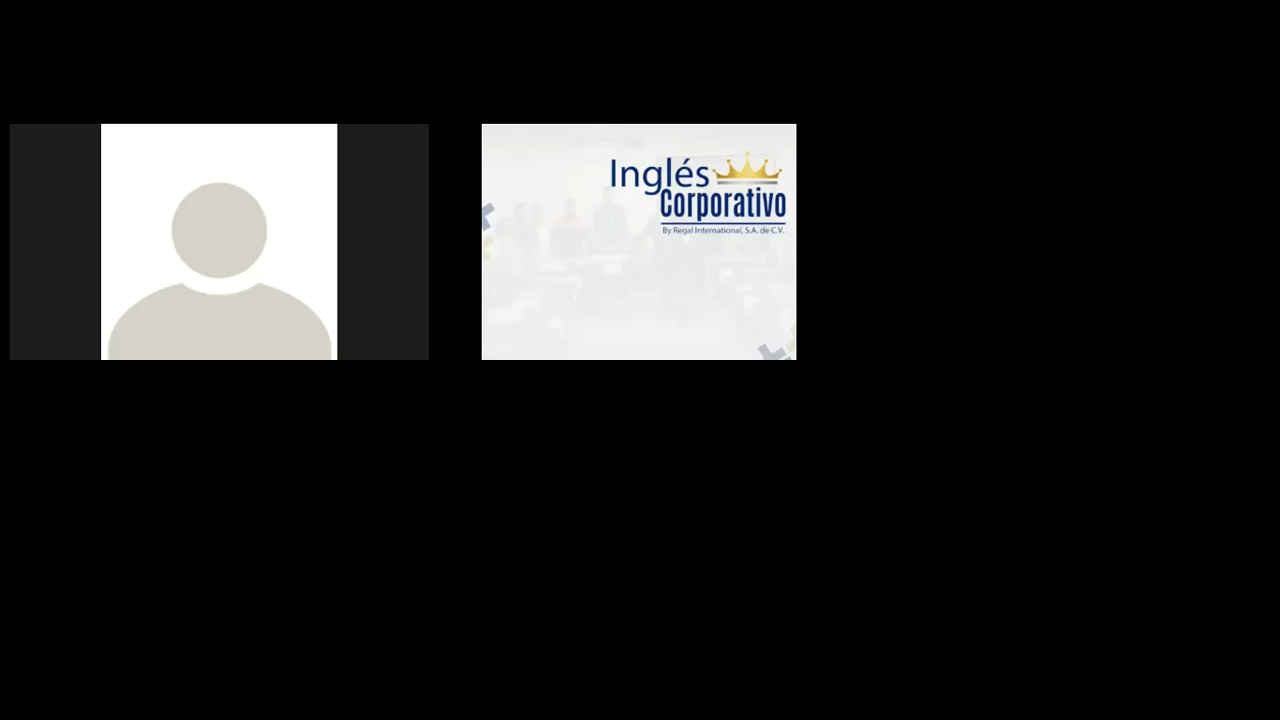 Inglés
Corporativo
By Regal International, S.A. de C.V.